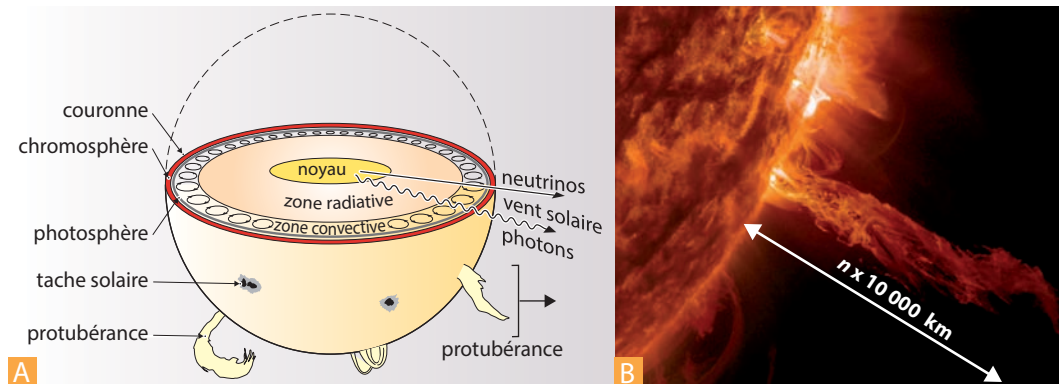 couronne
chromosphère
photosphère
tache solaire
protubérance
noyau
zone radiative
zone convective
neutrinos
vent solaire
photons
protubérance
A
n x 10 000 km
B